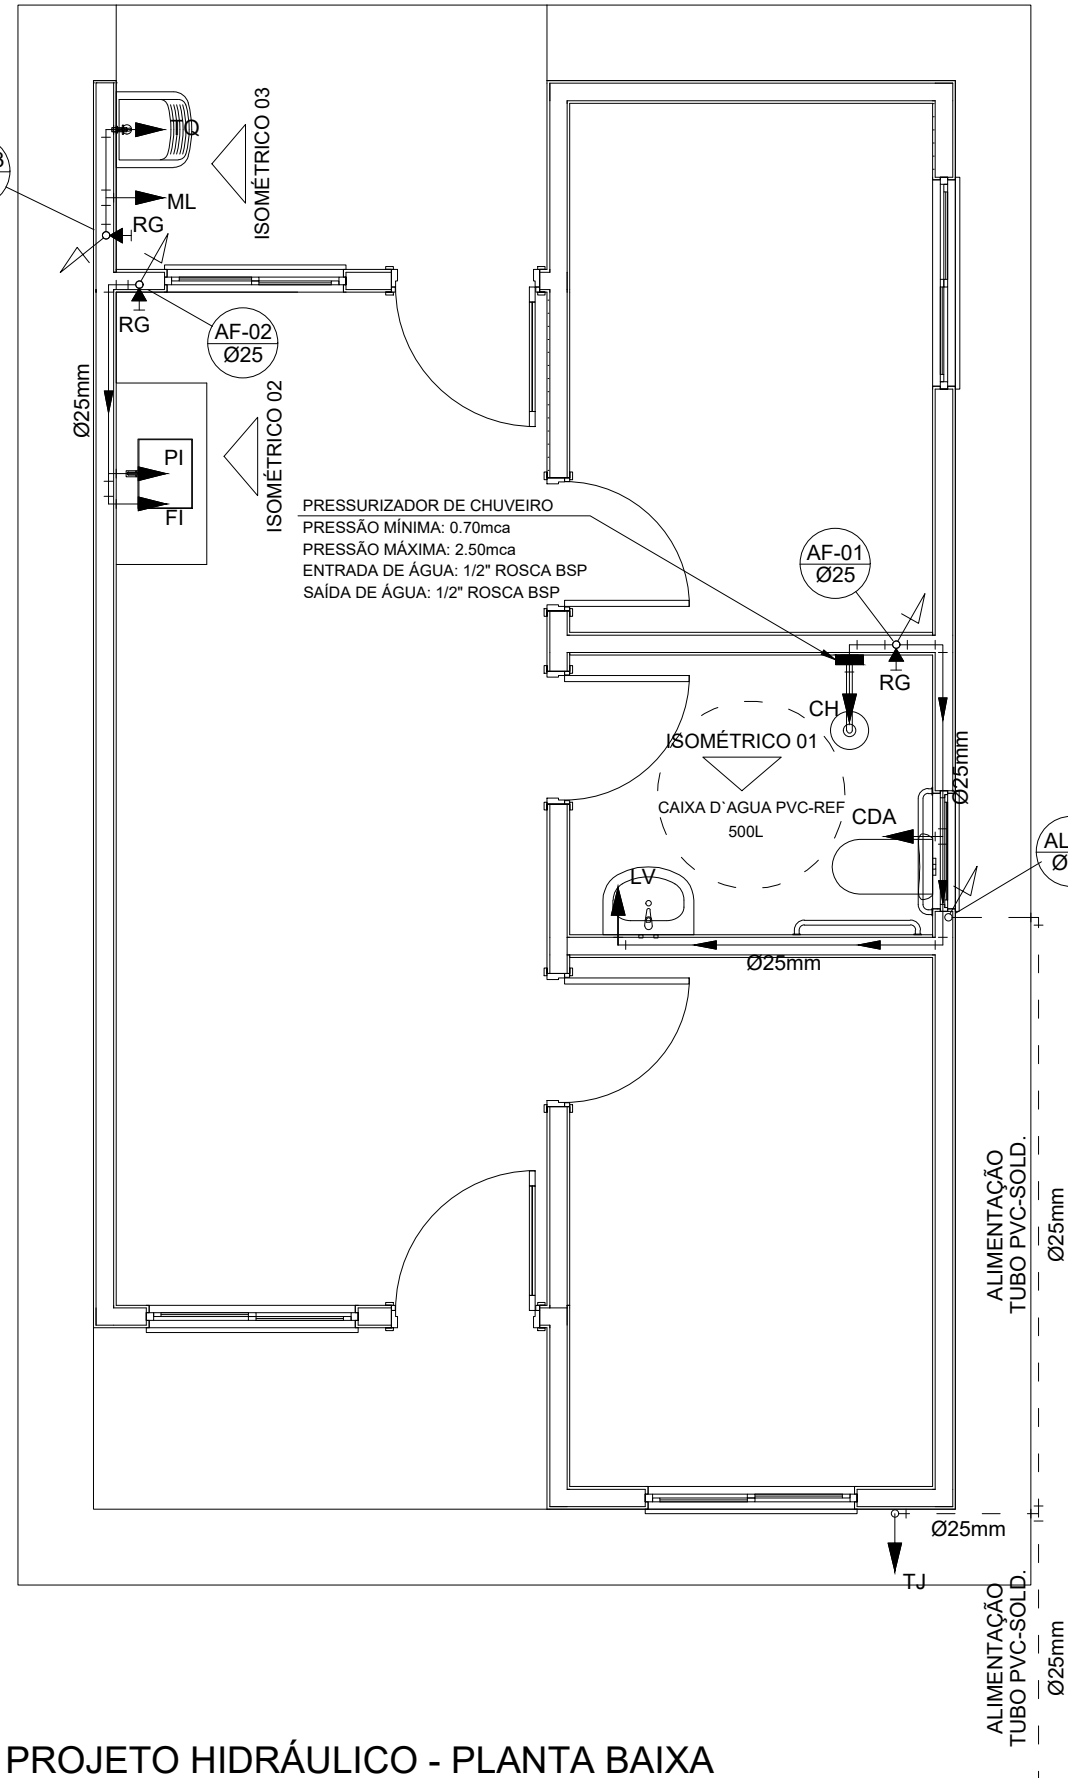 TQ
ISOMÉTRICO 03
ML
RG
RG
AF-02
Ø25
Ø25mm
ISOMÉTRICO 02
PI
FI
PRESSURIZADOR DE CHUVEIRO
PRESSÃO MÍNIMA: 0.70mca
PRESSÃO MÁXIMA: 2.50mca
ENTRADA DE ÁGUA: 1/2" ROSCA BSP
SAÍDA DE ÁGUA: 1/2" ROSCA BSP
AF-01
Ø25
RG
CH
ISOMÉTRICO 01
Ø25mm
CAIXA D`AGUA PVC-REF
500L
CDA
AL
Ø
LV
Ø25mm
ALIMENTAÇÃO
TUBO PVC-SOLD.
Ø25mm
Ø25mm
TJ
ALIMENTAÇÃO
TUBO PVC-SOLD.
Ø25mm
PROJETO HIDRÁULICO - PLANTA BAIXA